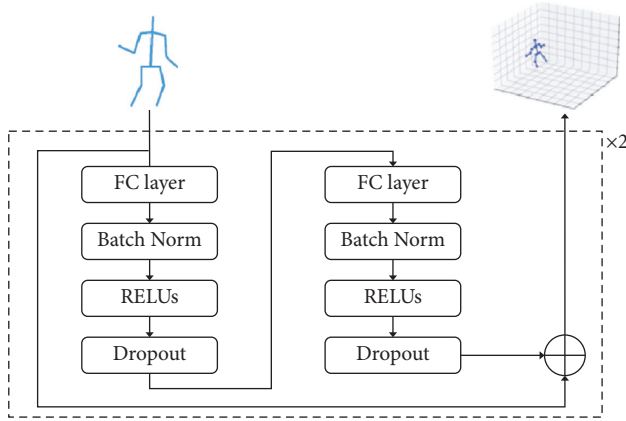 ×2
FC layer
Batch Norm
RELUs
Dropout
FC layer
Batch Norm
RELUs
Dropout